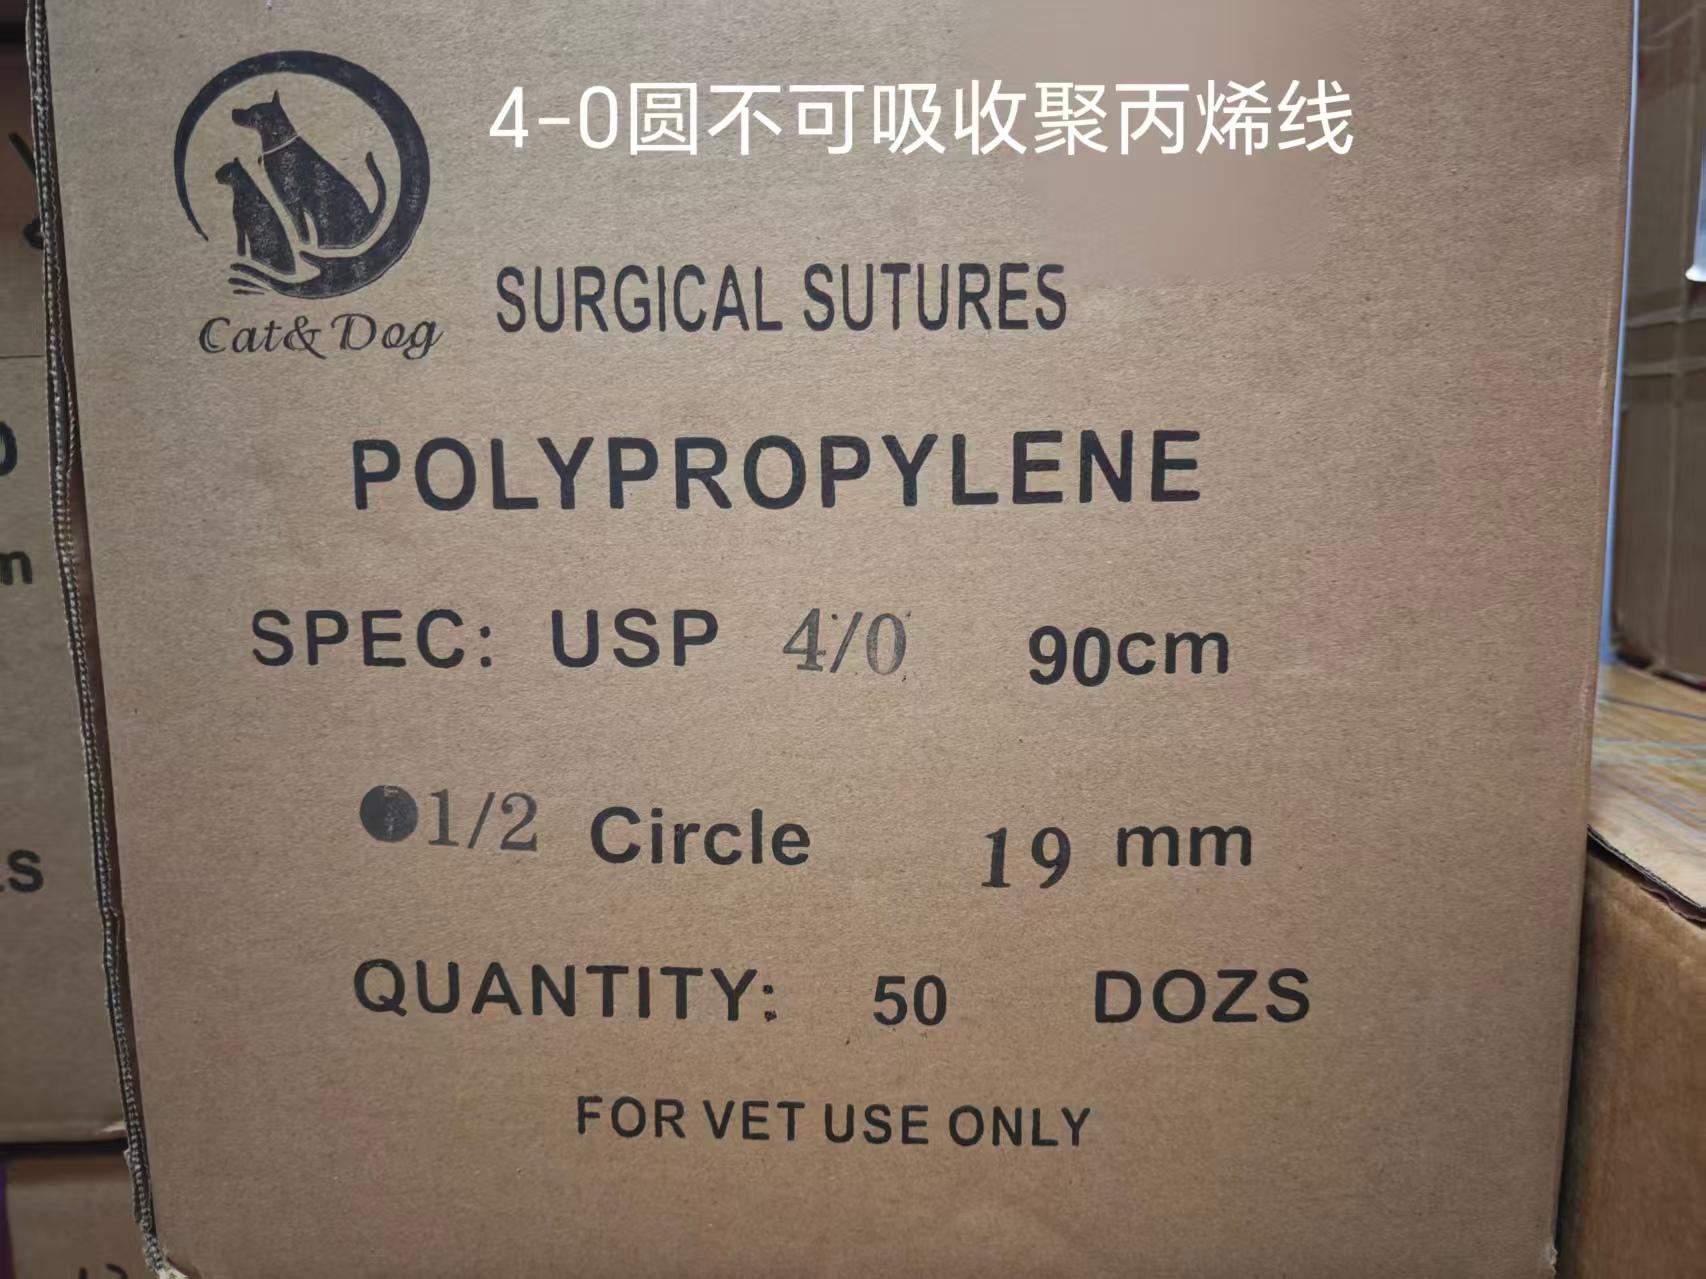 4-0圆不可吸收聚丙烯线
Cat& Dog
SURGICAL SUTURES
POLYPROPYLENE
SPEC: USP 4/0 90cm
●1/2 Circle 19 mm
QUANTITY: 50 DOZS
FOR VET USE ONLY